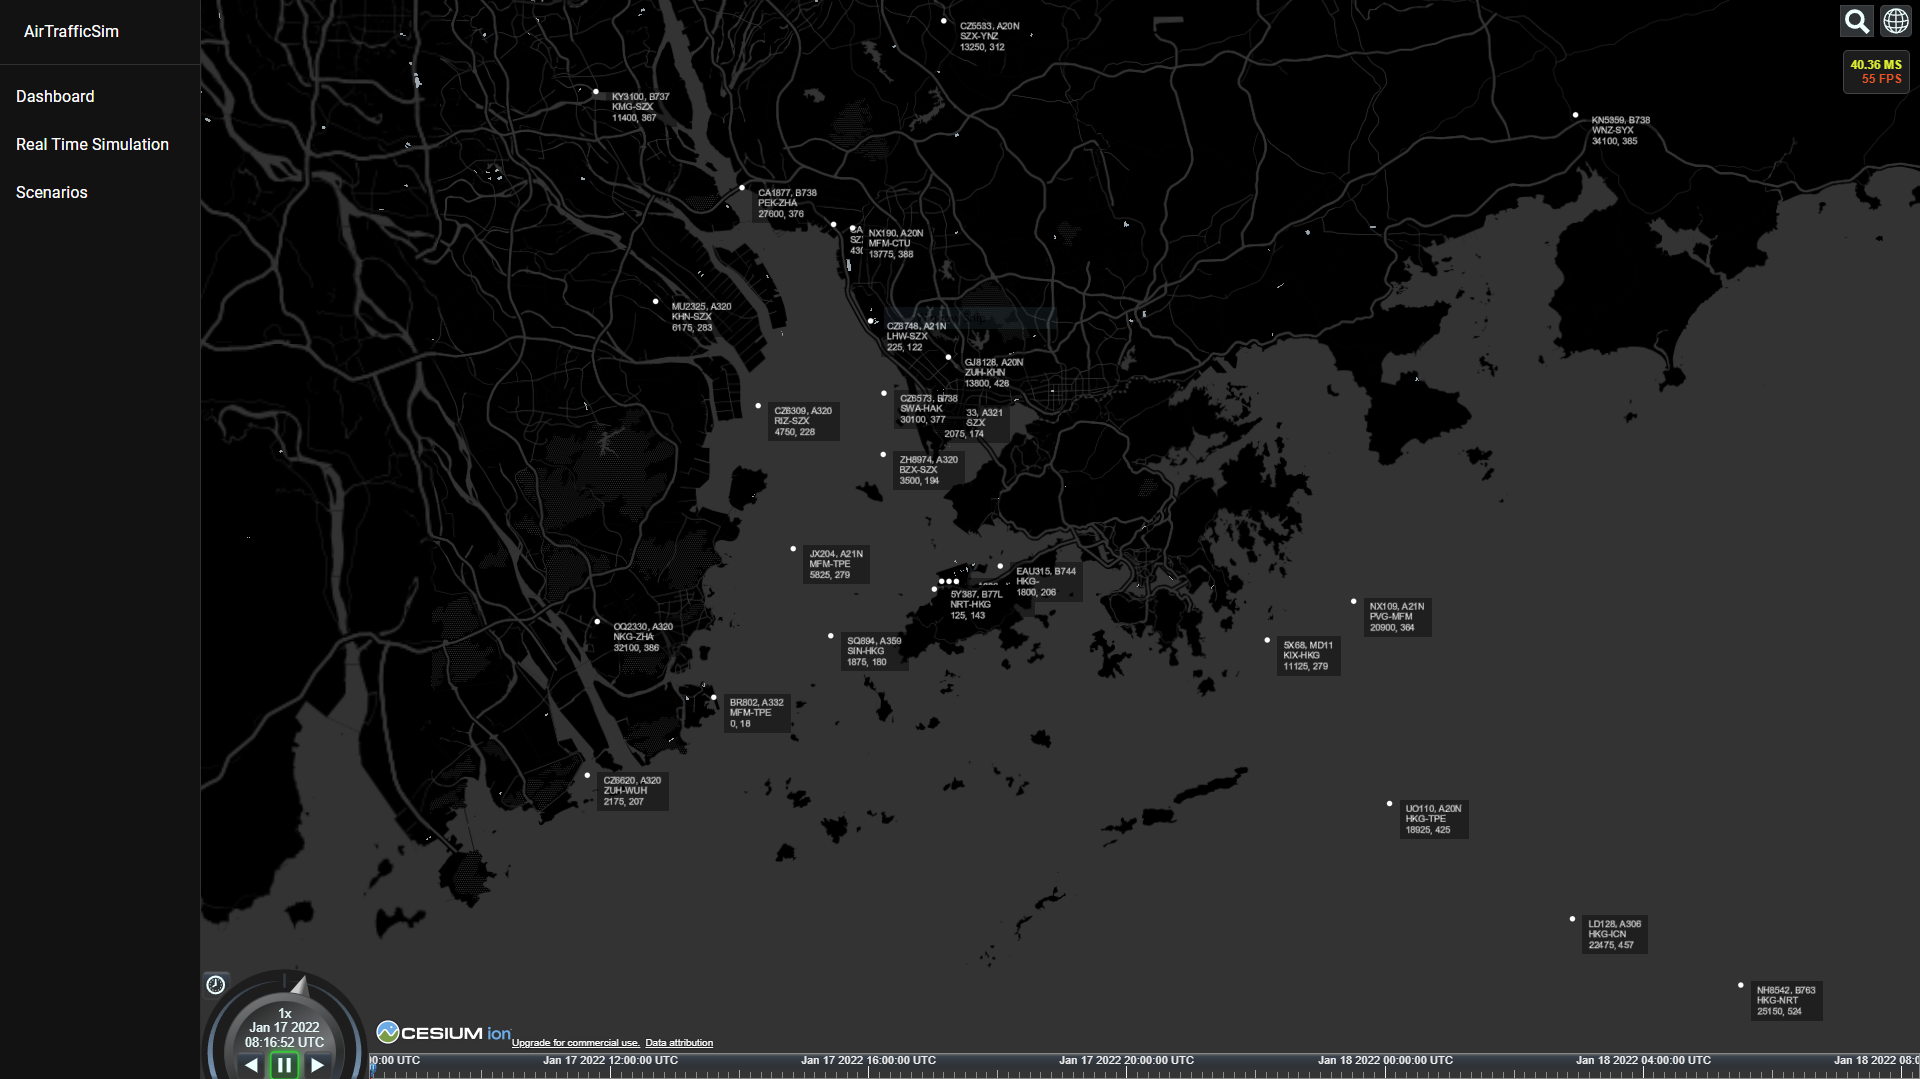 AirTrafficSim
Dashboard
Real Time Simulation
Scenarios
40.36 MS
55 FPS
CZ5533, A20N
SZX-YNZ
13250, 312
KY3100, B737
KMG-SZX
11400, 367
KN5359, B738
WNZ-SYX
34100, 385
CA1877, B738
PEK-ZHA
27600, 376
NX190, A20N
MFM-CTU
13775, 388
MU2325, A320
KHN-SZX
6175, 283
CZ8748, A21N
LHW-SZX
225, 122
GJ8128, A20N
ZUH-KHN
13800, 426
CZ6573, B738
SWA-HAK
30100, 377
33, A321
SZX
2075, 174
CZ6309, A320
RIZ-SZX
4750, 228
ZH8974, A320
BZX-SZX
3500, 194
JX204, A21N
MFM-TPE
5825, 279
EAU315, B744
HKG-
1800, 206
5Y387, B77L
NRT-HKG
125, 143
NX109, A21N
PVG-MFM
20900, 364
OQ2330, A320
NKG-ZHA
32100, 386
SQ894, A359
SIN-HKG
1875, 180
5X68, MD11
KIX-HKG
11125, 279
BR802, A332
MFM-TPE
0, 18
CZ6620, A320
ZUH-WUH
2175, 207
UO110, A20N
HKG-TPE
18925, 425
LD128, A306
HKG-ICN
22475, 457
NH8542, B763
HKG-NRT
25150, 524
1x
Jan 17 2022
08:16:52 UTC
CESIUM ion
Upgrade for commercial use. Data attribution
00:00 UTC
Jan 17 2022 12:00:00 UTC
Jan 17 2022 16:00:00 UTC
Jan 17 2022 20:00:00 UTC
Jan 18 2022 00:00:00 UTC
Jan 18 2022 04:00:00 UTC
Jan 18 2022 08:0